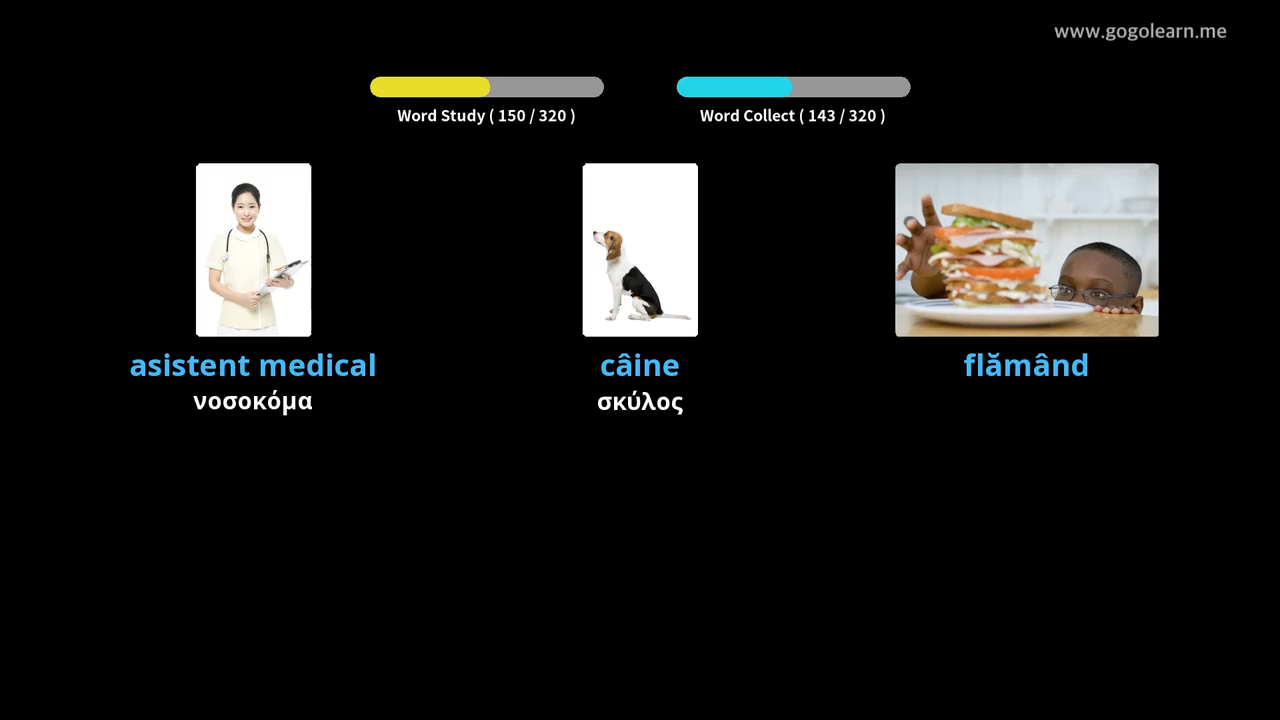 www.gogolearn.me
Word Study ( 150 / 320 )
Word Collect ( 143 / 320 )
asistent medical
νοσοκόμα
câine
σκύλος
flămând